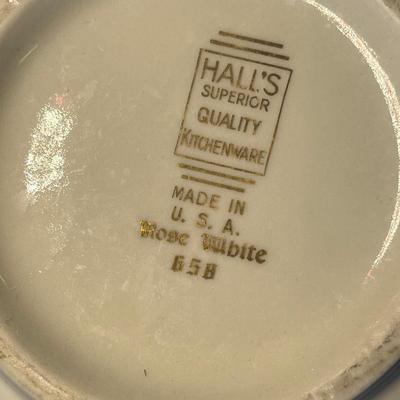 HALL'S
SUPERIOR
QUALITY
KITCHENWARE
MADE IN
U. S. A.
Rose White
658